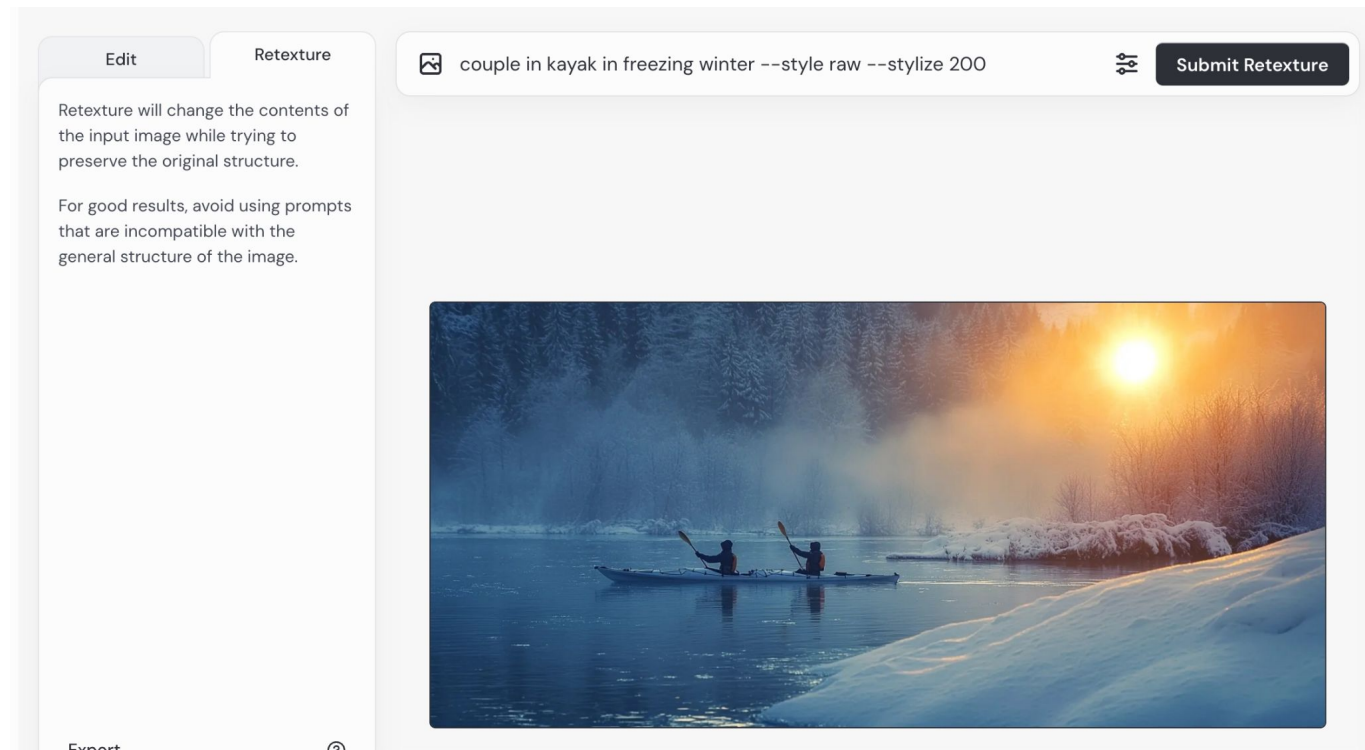 Edit
Retexture
couple in kayak in freezing winter --style raw --stylize 200
Submit Retexture
Retexture will change the contents of
the input image while trying to
preserve the original structure.
For good results, avoid using prompts
that are incompatible with the
general structure of the image.
Export